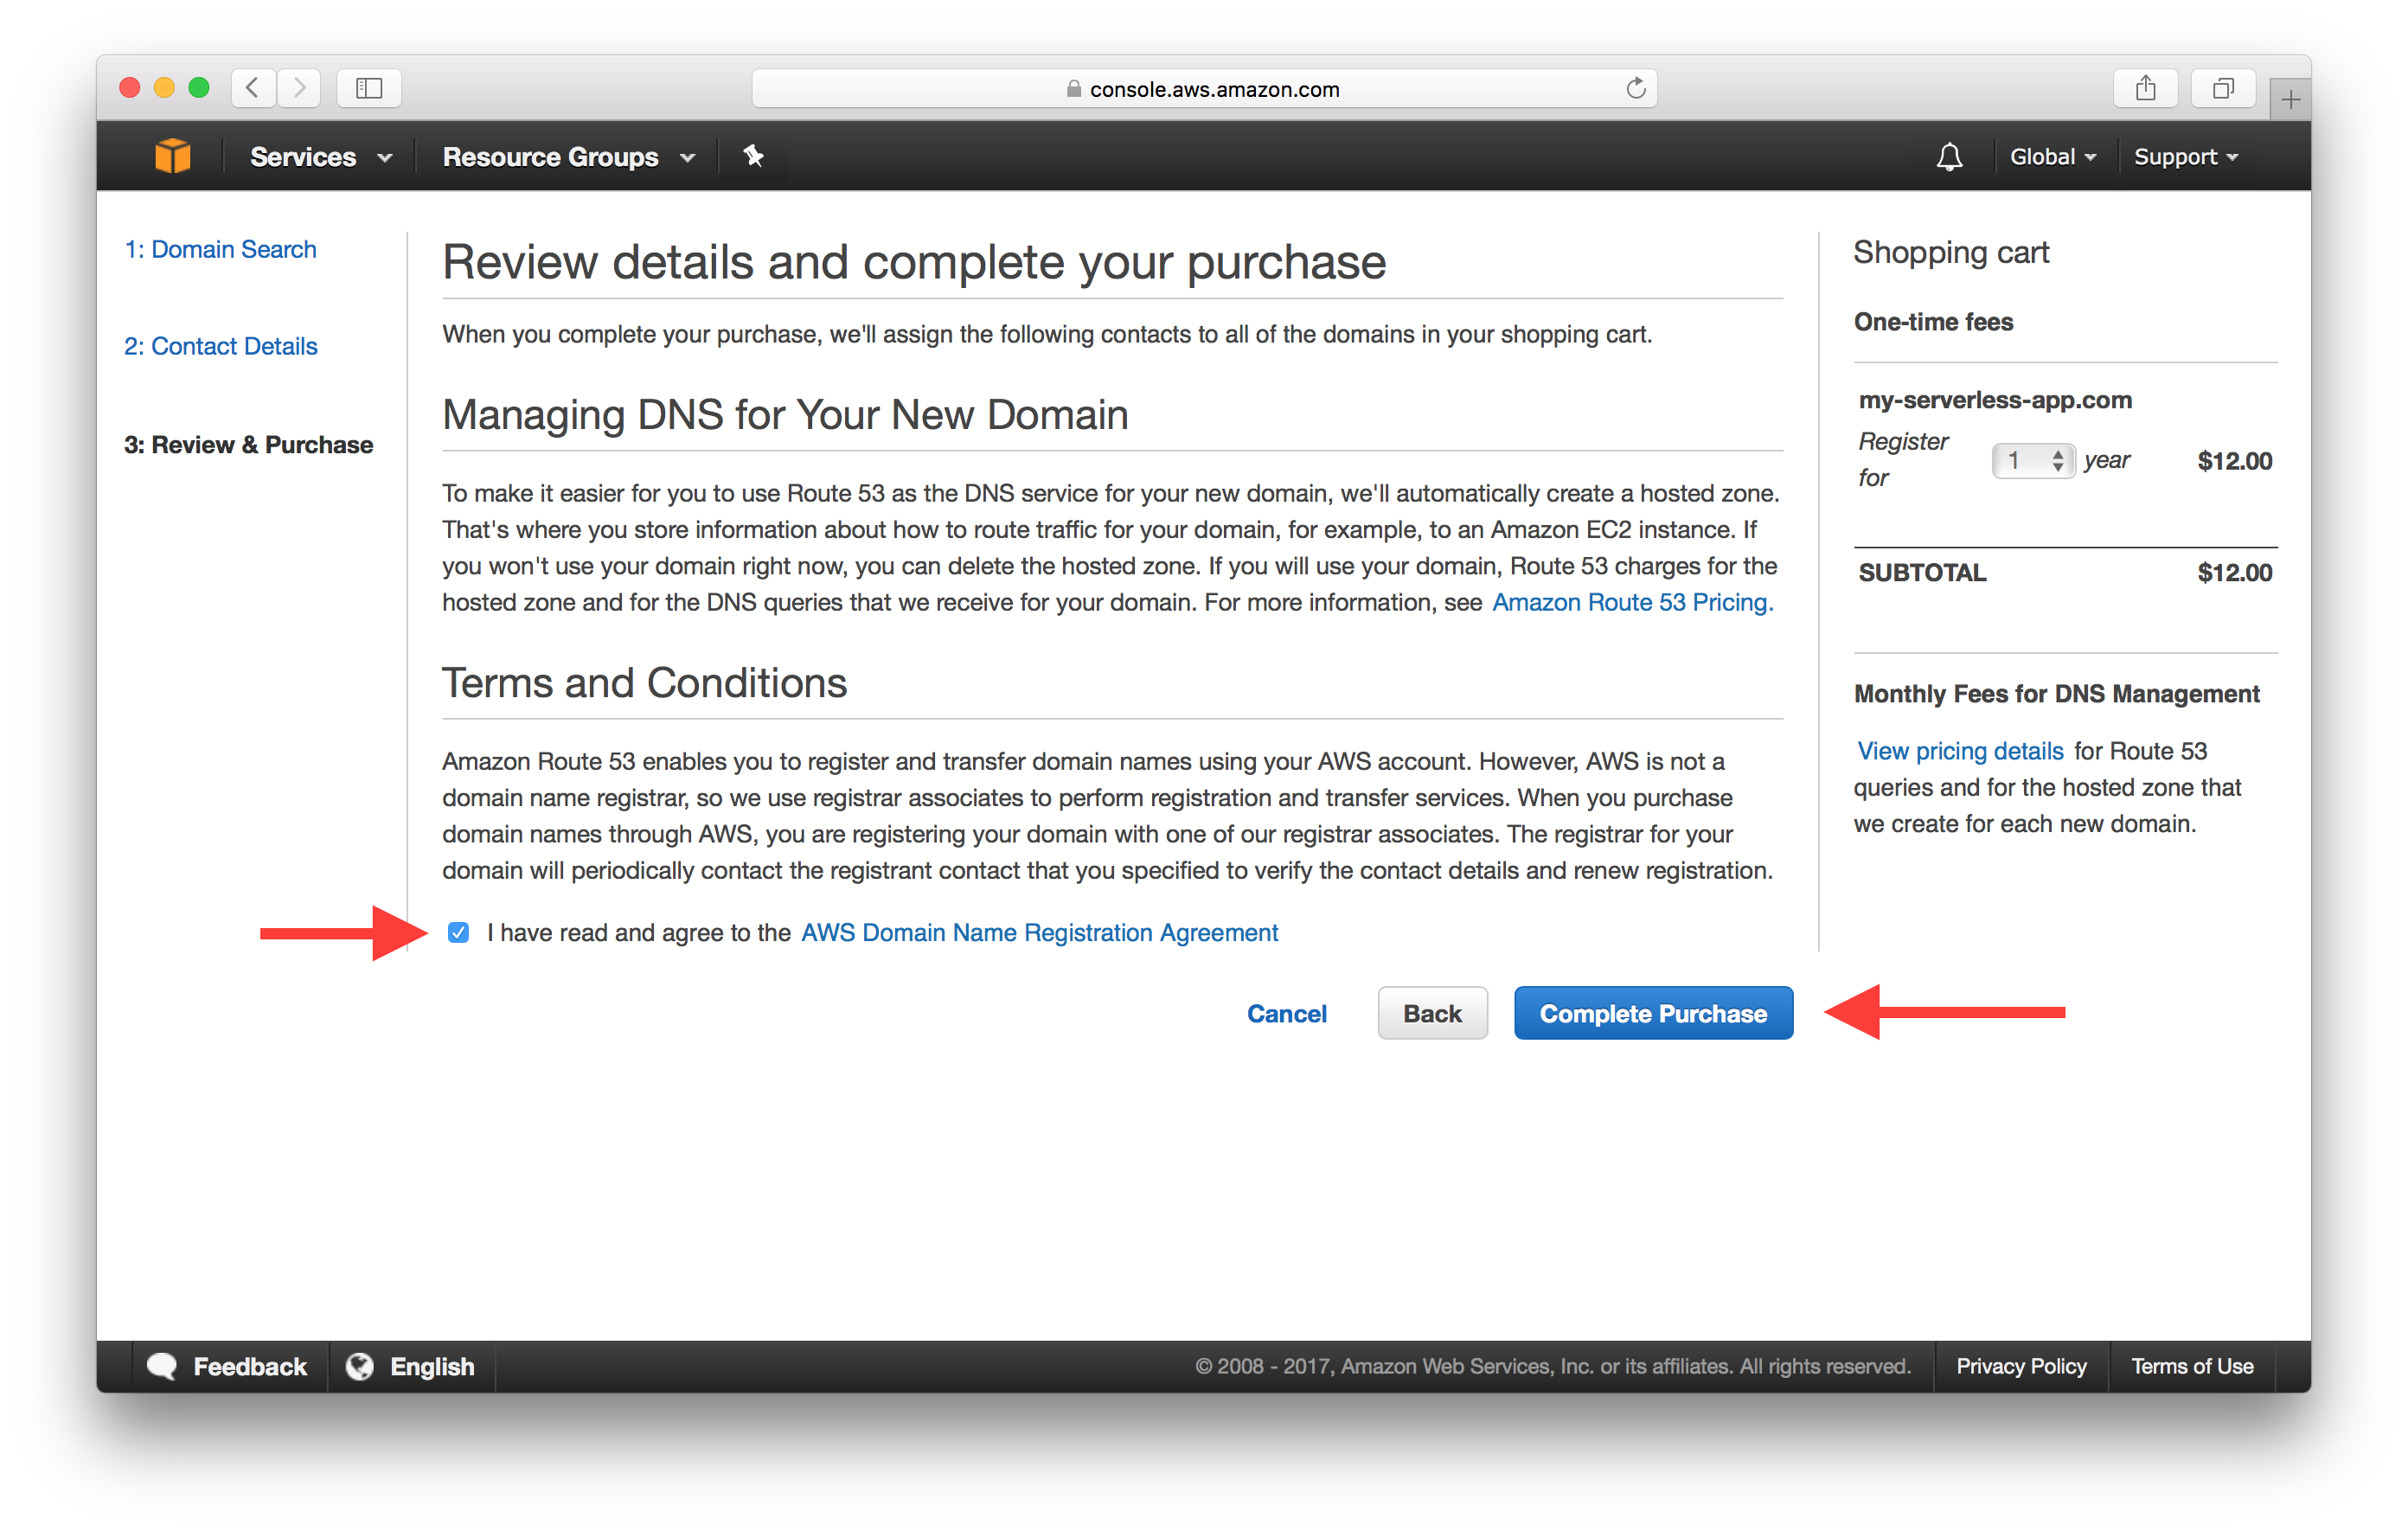 console.aws.amazon.com
Services
Resource Groups
Global
Support
1: Domain Search
2: Contact Details
3: Review & Purchase
Review details and complete your purchase
When you complete your purchase, we'll assign the following contacts to all of the domains in your shopping cart.
Managing DNS for Your New Domain
To make it easier for you to use Route 53 as the DNS service for your new domain, we'll automatically create a hosted zone.
That's where you store information about how to route traffic for your domain, for example, to an Amazon EC2 instance. If
you won't use your domain right now, you can delete the hosted zone. If you will use your domain, Route 53 charges for the
hosted zone and for the DNS queries that we receive for your domain. For more information, see Amazon Route 53 Pricing.
Terms and Conditions
Amazon Route 53 enables you to register and transfer domain names using your AWS account. However, AWS is not a
domain name registrar, so we use registrar associates to perform registration and transfer services. When you purchase
domain names through AWS, you are registering your domain with one of our registrar associates. The registrar for your
domain will periodically contact the registrant contact that you specified to verify the contact details and renew registration.
I have read and agree to the AWS Domain Name Registration Agreement
Cancel
Back
Complete Purchase
Shopping cart
One-time fees
my-serverless-app.com
Register
for
1
year
$12.00
SUBTOTAL
$12.00
Monthly Fees for DNS Management
View pricing details for Route 53
queries and for the hosted zone that
we create for each new domain.
Feedback
English
© 2008 - 2017, Amazon Web Services, Inc. or its affiliates. All rights reserved.
Privacy Policy
Terms of Use